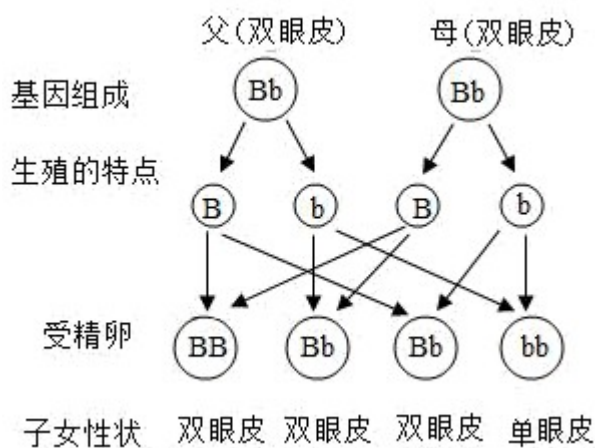 父(双眼皮) 母(双眼皮)
基因组成 Bb Bb
生殖的特点 B b B b
受精卵 BB Bb Bb bb
子女性状 双眼皮 双眼皮 双眼皮 单眼皮